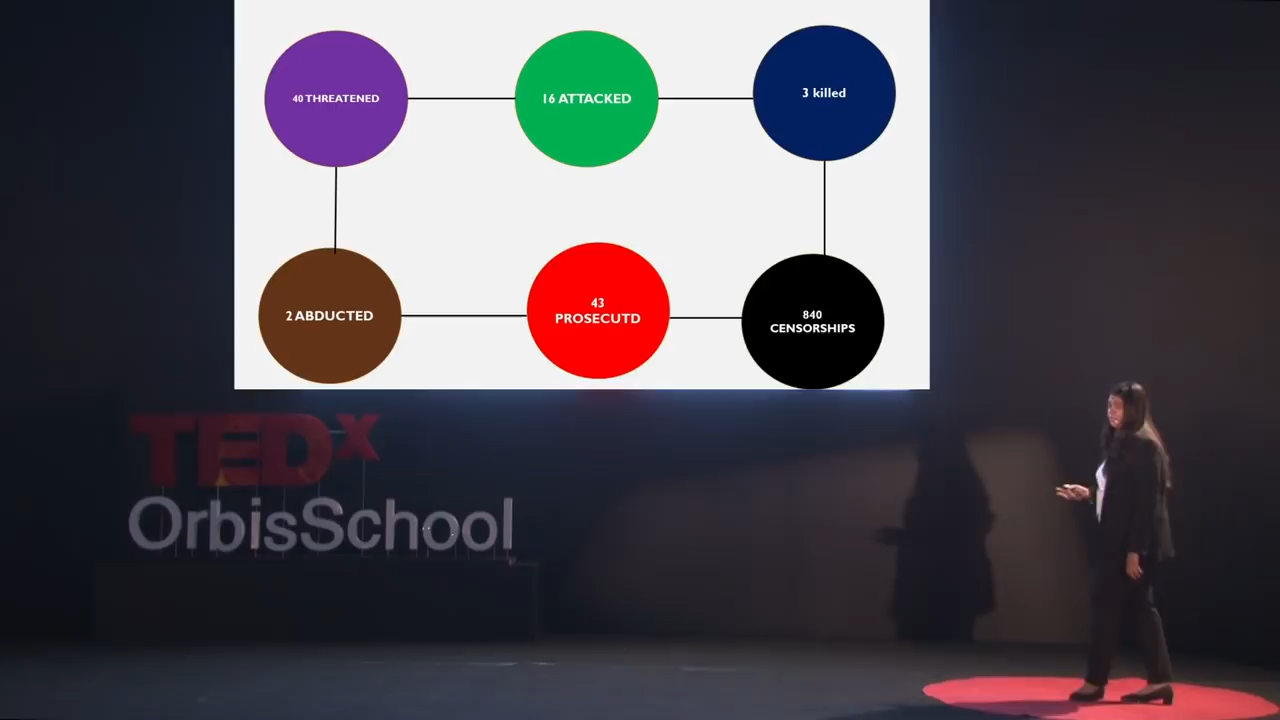 40 THREATENED
16 ATTACKED
3 killed
2 ABDUCTED
43
PROSECUTD
840
CENSORSHIPS
TEDx
OrbisSchool